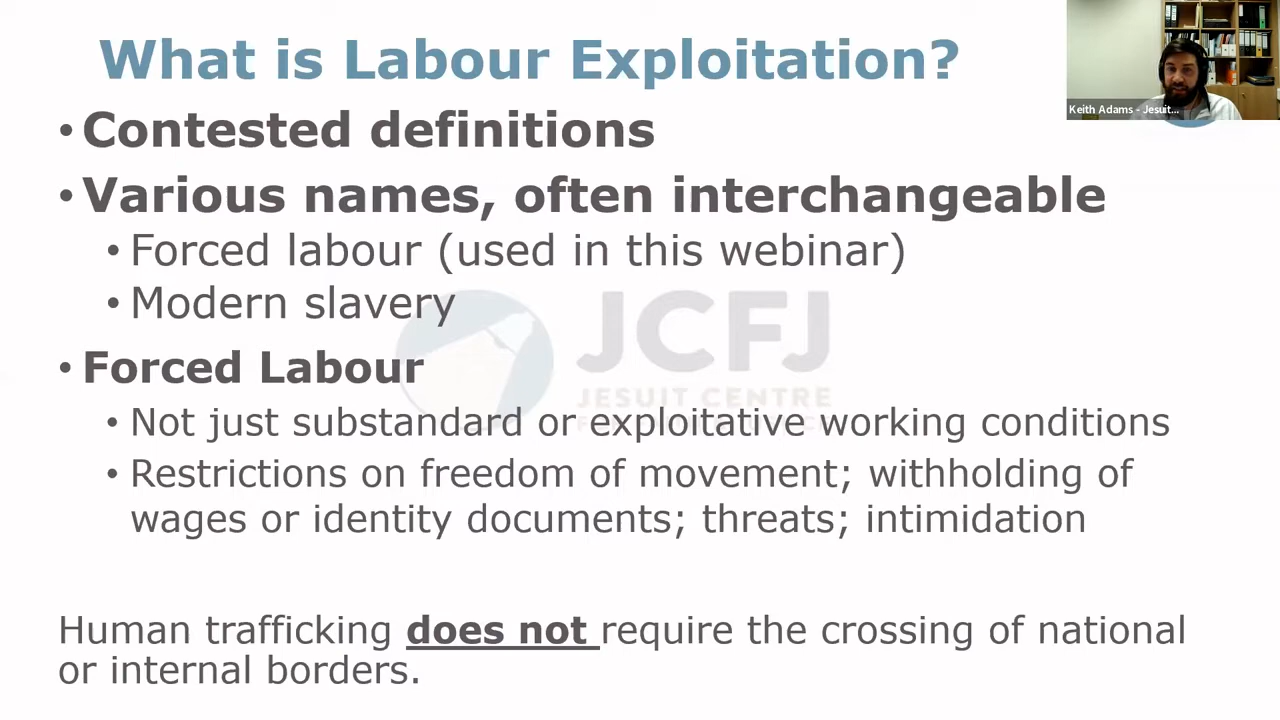 What is Labour Exploitation?
• Contested definitions
• Various names, often interchangeable
• Forced labour (used in this webinar)
• Modern slavery
• Forced Labour
• Not just substandard or exploitative working conditions
• Restrictions on freedom of movement; withholding of
wages or identity documents; threats; intimidation
Human trafficking does not require the crossing of national
or internal borders.
JCFJ
JESUIT CENTRE
Keith Adams - Jesuit...